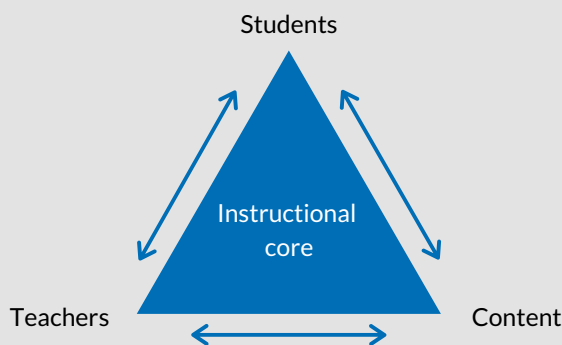 Students
Instructional
core
Teachers
Content